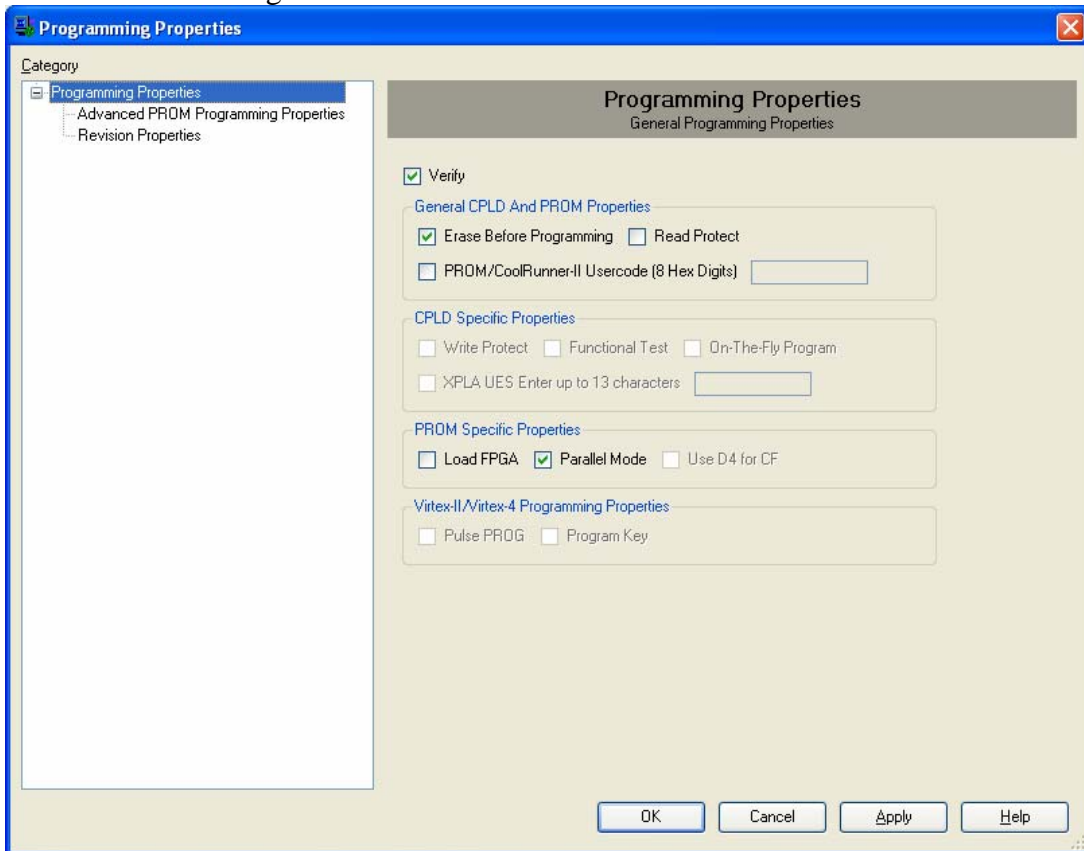 Programming Properties
Category
Programming Properties
Advanced PROM Programming Properties
Revision Properties
Programming Properties
General Programming Properties
Verify
General CPLD And PROM Properties
Erase Before Programming Read Protect
PROM/CoolRunner-II Usercode (8 Hex Digits)
CPLD Specific Properties
Write Protect Functional Test On-The-Fly Program
XPLA UES Enter up to 13 characters
PROM Specific Properties
Load FPGA Parallel Mode Use D4 for CF
Virtex-II/Virtex-4 Programming Properties
Pulse PROG Program Key
OK Cancel Apply Help